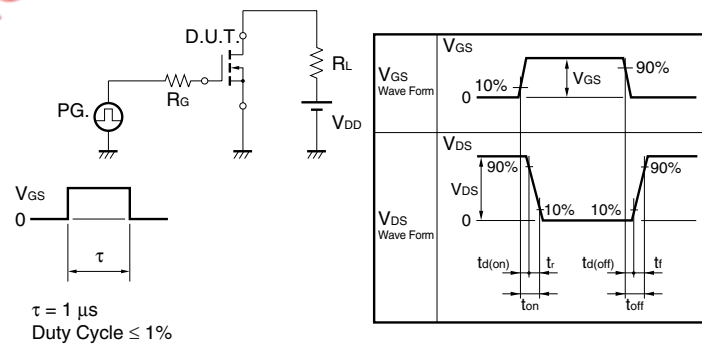 D.U.T.
RL
RG
PG.
VDD
VGS
0
τ
τ = 1 μs
Duty Cycle ≤ 1%
VGS
Wave Form
VGS
10%
VGS
90%
0
VDS
Wave Form
VDS
90%
90%
VDS
10%
10%
0
td(on)
tr
td(off)
tf
ton
toff